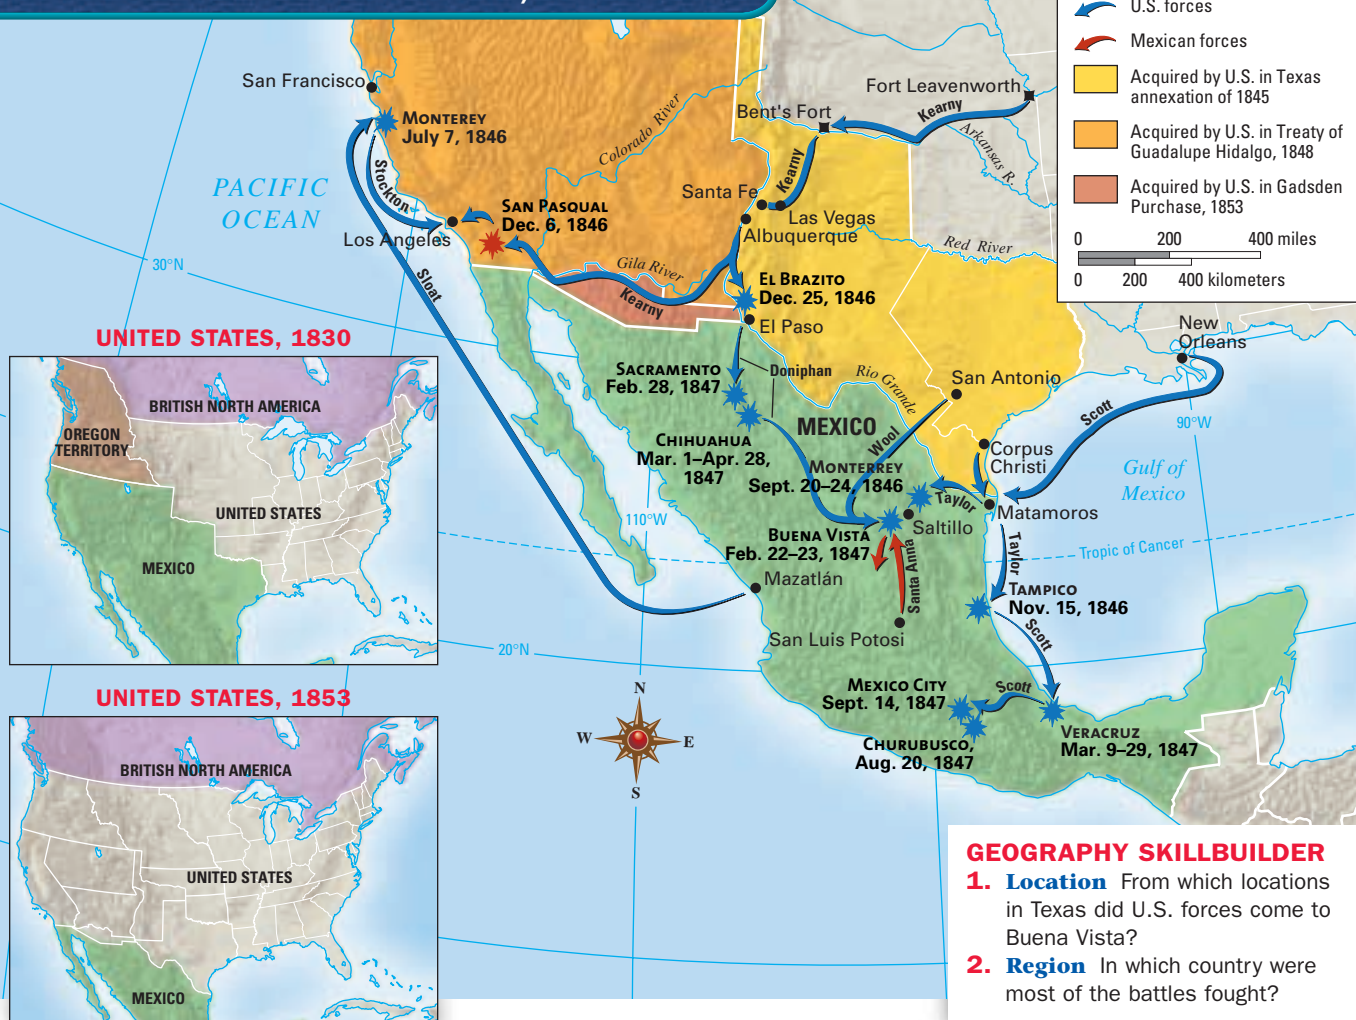 U.S. forces
Mexican forces
Acquired by U.S. in Texas
annexation of 1845
Acquired by U.S. in Treaty of
Guadalupe Hidalgo, 1848
Acquired by U.S. in Gadsden
Purchase, 1853
0 200 400 miles
0 200 400 kilometers
San Francisco
MONTEREY
July 7, 1846
Stockton
PACIFIC
OCEAN
Los Angeles
SAN PASQUAL
Dec. 6, 1846
Sloat
30°N
Colorado River
Gila River
Kearny
Bent's Fort
Fort Leavenworth
Kearny
Arkansas R.
Kearny
Santa Fe
Las Vegas
Albuquerque
Red River
EL BRAZITO
Dec. 25, 1846
El Paso
SACRAMENTO
Feb. 28, 1847
Doniphan
CHIHUAHUA
Mar. 1–Apr. 28,
1847
Rio Grande
San Antonio
MEXICO
Wool
MONTERREY
Sept. 20–24, 1846
Corpus
Christi
Taylor
Matamoros
Saltillo
New
Orleans
Scott
90°W
Gulf of
Mexico
Tropic of Cancer
110°W
BUENA VISTA
Feb. 22–23, 1847
Santa Anna
Mazatlán
San Luis Potosi
Taylor
TAMPICO
Nov. 15, 1846
Scott
20°N
MEXICO CITY
Sept. 14, 1847
Scott
CHURUBUSCO,
Aug. 20, 1847
VERACRUZ
Mar. 9–29, 1847
N
W E
S
UNITED STATES, 1830
BRITISH NORTH AMERICA
OREGON
TERRITORY
UNITED STATES
MEXICO
UNITED STATES, 1853
BRITISH NORTH AMERICA
UNITED STATES
MEXICO
GEOGRAPHY SKILLBUILDER
1. Location From which locations
in Texas did U.S. forces come to
Buena Vista?
2. Region In which country were
most of the battles fought?